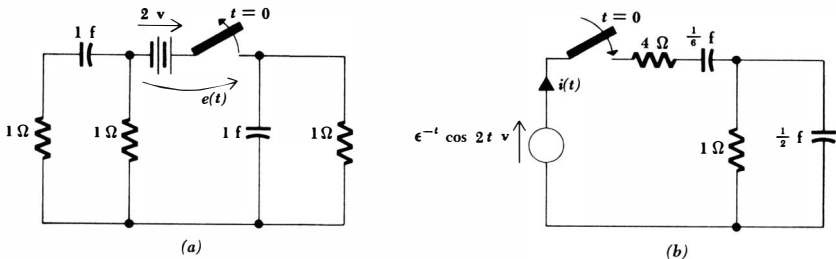 2 v
t = 0
1 f
e(t)
1 Ω
1 Ω
1 f
1 Ω
(a)
t = 0
4 Ω
1/6 f
i(t)
ϵ^{-t} cos 2t v
1 Ω
1/2 f
(b)